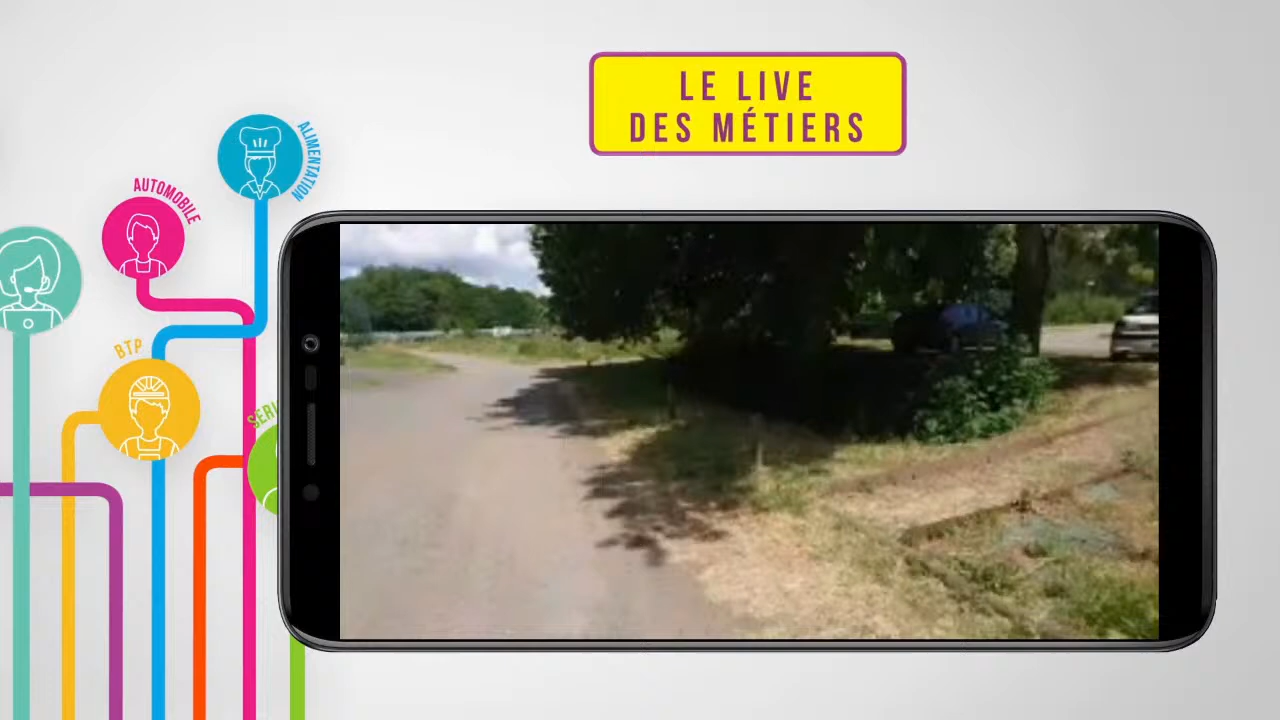 LE LIVE
DES MÉTIERS
ALIMENTATION
AUTOMOBILE
BTP